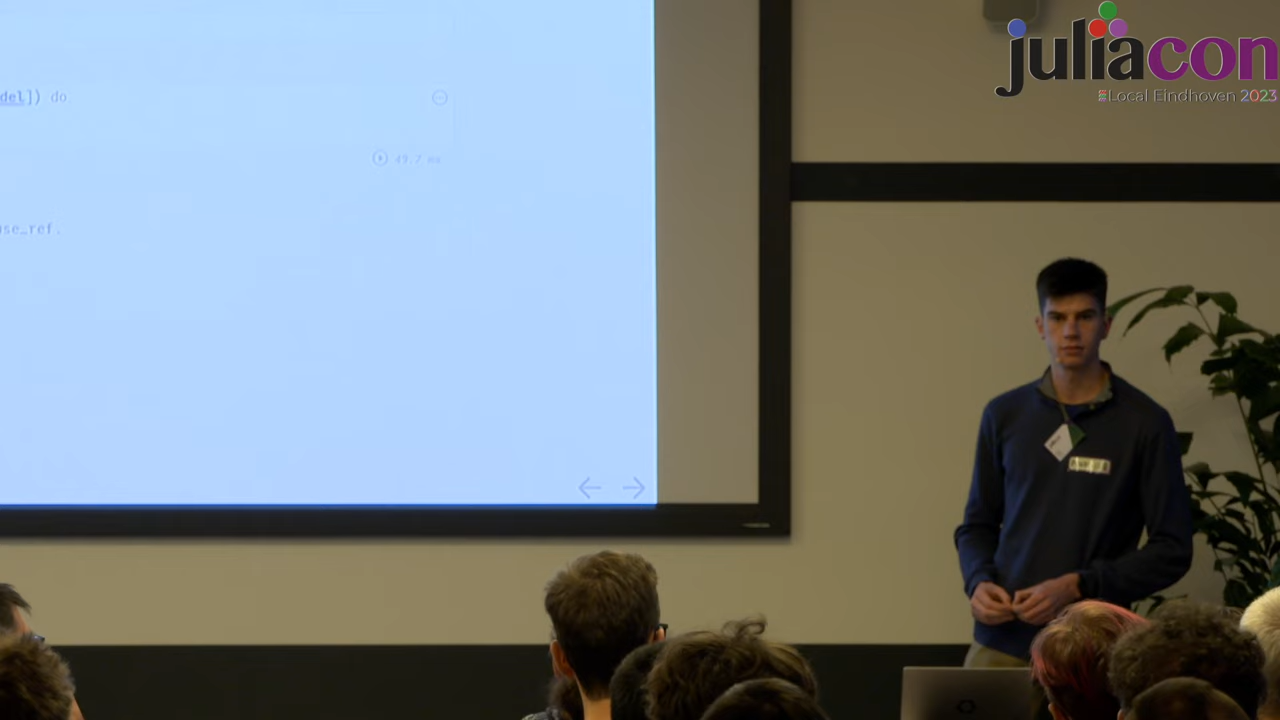 juliacon
Local Eindhoven 2023
del]) do
49.7 ms
se_ref.